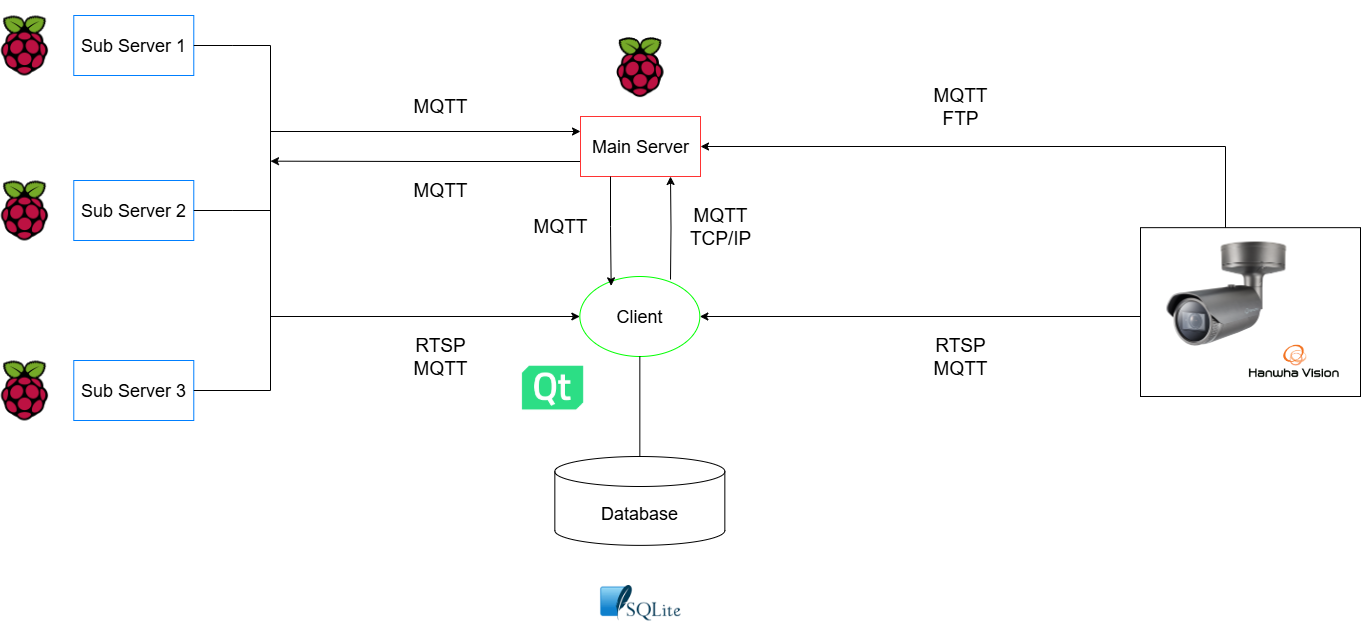 Sub Server 1
MQTT
MQTT
FTP
Main Server
MQTT
Sub Server 2
MQTT
MQTT
TCP/IP
Client
RTSP
MQTT
RTSP
MQTT
Hanwha Vision
Qt
Sub Server 3
Database
SQLite